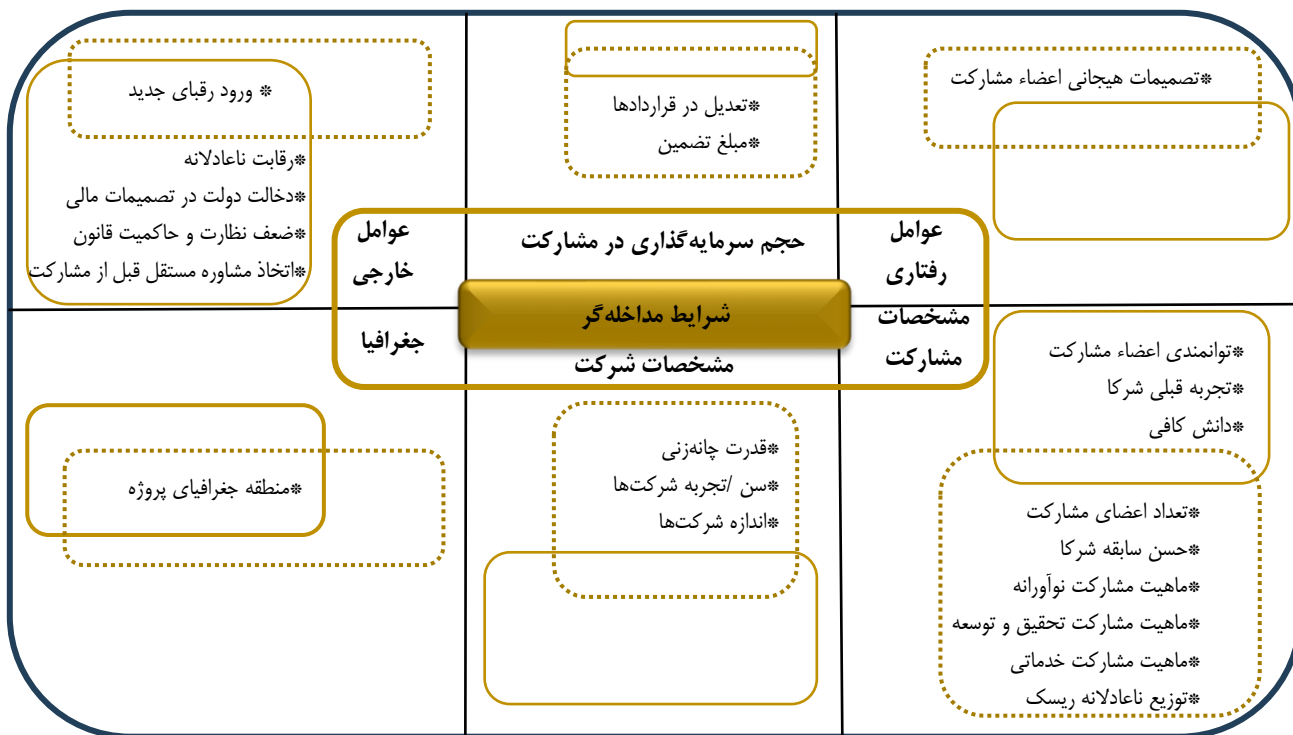 *تصمیمات هیجانی اعضاء مشارکت
*تعدیل در قراردادها
*مبلغ تضمین
* ورود رقبای جدید
*رقابت ناعادلانه
*دخالت دولت در تصمیمات مالی
*ضعف نظارت و حاکمیت قانون
*اتخاذ مشاوره مستقل قبل از مشارکت
عوامل
رفتاری
حجم سرمایه‌گذاری در مشارکت
عوامل
خارجی
شرایط مداخله‌گر
مشخصات
مشارکت
مشخصات شرکت
جغرافیا
*توانمندی اعضاء مشارکت
*تجربه قبلی شرکا
*دانش کافی
*تعداد اعضای مشارکت
*حسن سابقه شرکا
*ماهیت مشارکت نوآورانه
*ماهیت مشارکت تحقیق و توسعه
*ماهیت مشارکت خدماتی
*توزیع ناعادلانه ریسک
*قدرت چانه‌زنی
*سن /تجربه شرکت‌ها
*اندازه شرکت‌ها
*منطقه جغرافیای پروژه